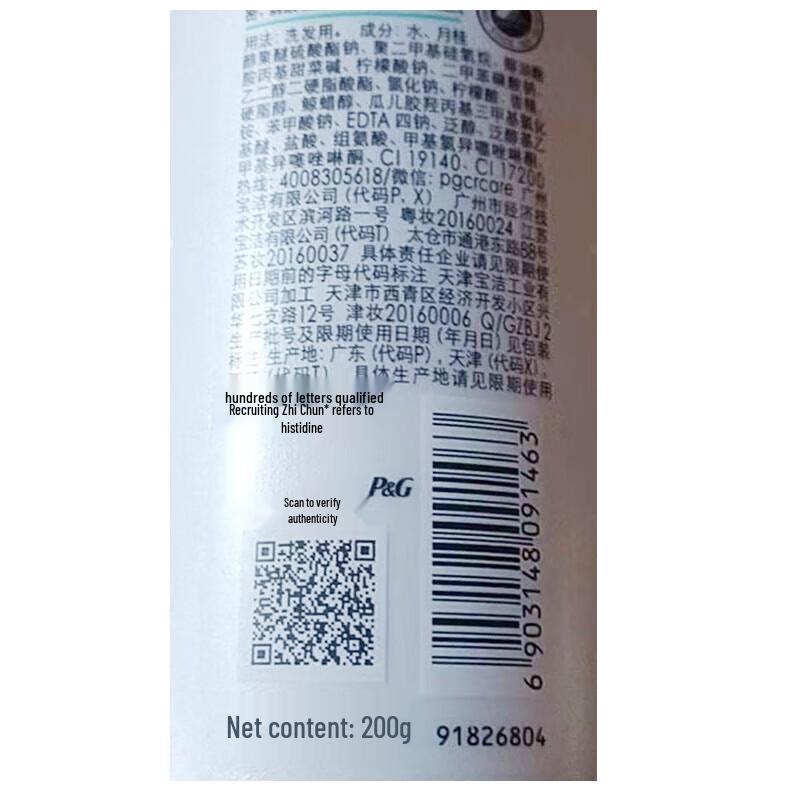 用法: 洗发用。 成分: 水、月桂
醇聚醚硫酸酯钠、聚二甲基硅氧烷、椰油酰
胺丙基甜菜碱、柠檬酸钠、二甲苯磺酸钠、
乙二醇二硬脂酸酯、氯化钠、柠檬酸、香精、
硬脂醇、鲸蜡醇、瓜儿胶羟丙基三甲基氯化
铵、苯甲酸钠、EDTA 四钠、泛醇、泛醇基乙
基醚、盐酸、组氨酸、甲基氯异噻唑啉酮、
甲基异噻唑啉酮、CI 19140、CI 17200
热线: 4008305618/微信: pgcrcare 广州
宝洁有限公司 (代码P、X) 广州市经济技
术开发区滨河路一号 粤妆20160024 江苏
宝洁有限公司 (代码T) 太仓市通港东路88号
苏妆20160037 具体责任企业请见限期使
用日期前的字母代码标注 天津宝洁工业有
限公司加工 天津市西青区经济开发小区兴
华七支路12号 津妆20160006 Q/GZBJ 2
生产批号及限期使用日期 (年月日) 见包装
标注 生产地: 广东 (代码P) , 天津 (代码X) ,
(代码T) 具体生产地请见限期使用
hundreds of letters qualified
Recruiting Zhi Chun* refers to
histidine
P&G
Scan to verify
authenticity
6 903148 091463
Net content: 200g
91826804